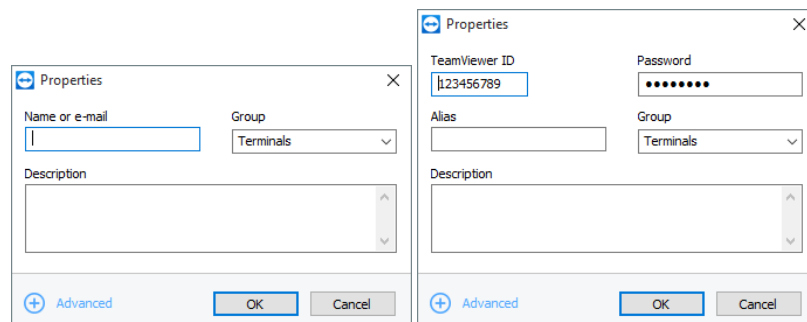 Properties
Name or e-mail Group
Terminals
Description
Advanced OK Cancel
Properties
TeamViewer ID Password
123456789 ●●●●●●●●
Alias Group
Terminals
Description
Advanced OK Cancel